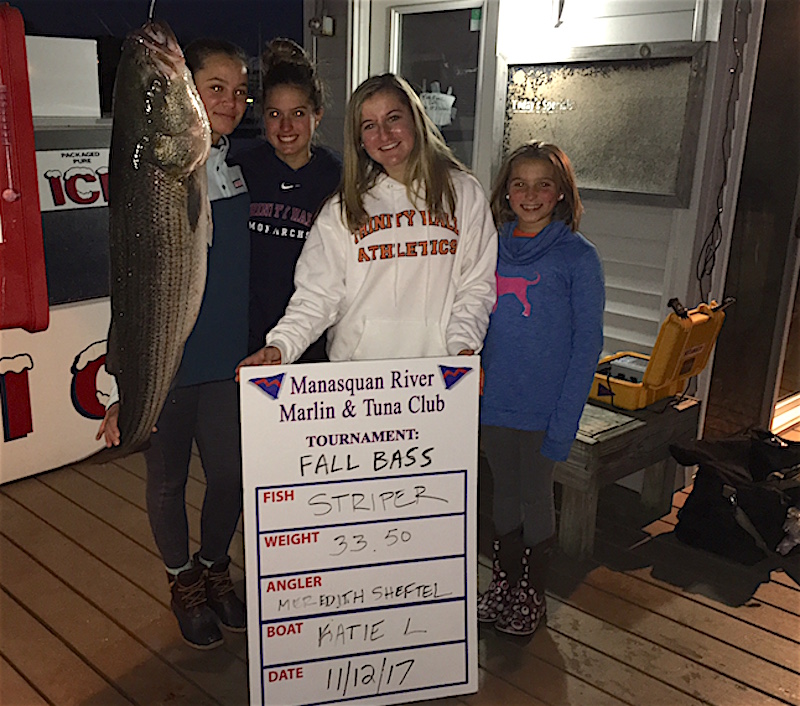 PACKAGED
PURE
IC
TRINITY HALL
MONARCHS
TRINITY HALL
ATHLETICS
Manasquan River
Marlin & Tuna Club
TOURNAMENT:
FALL BASS
FISH STRIPER
WEIGHT 33.50
ANGLER
MEREDITH SHEFTEL
BOAT KATIE L
DATE 11/12/17